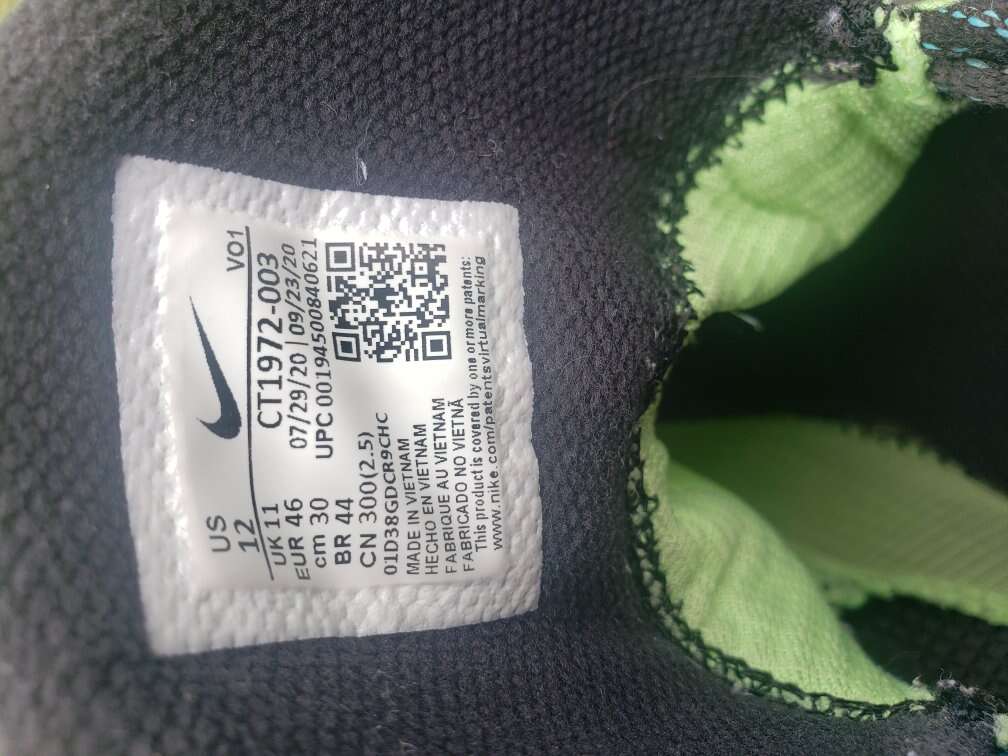 US
12
VO1
UK 11
CT1972-003
EUR 46
07/29/20 | 09/23/20
cm 30
UPC 00194500840621
BR 44
CN 300(2.5)
01D38GDCR9CHC
MADE IN VIETNAM
HECHO EN VIETNAM
FABRIQUE AU VIETNAM
FABRICADO NO VIETNÃ
This product is covered by one or more patents:
www.nike.com/patentsvirtualmarking